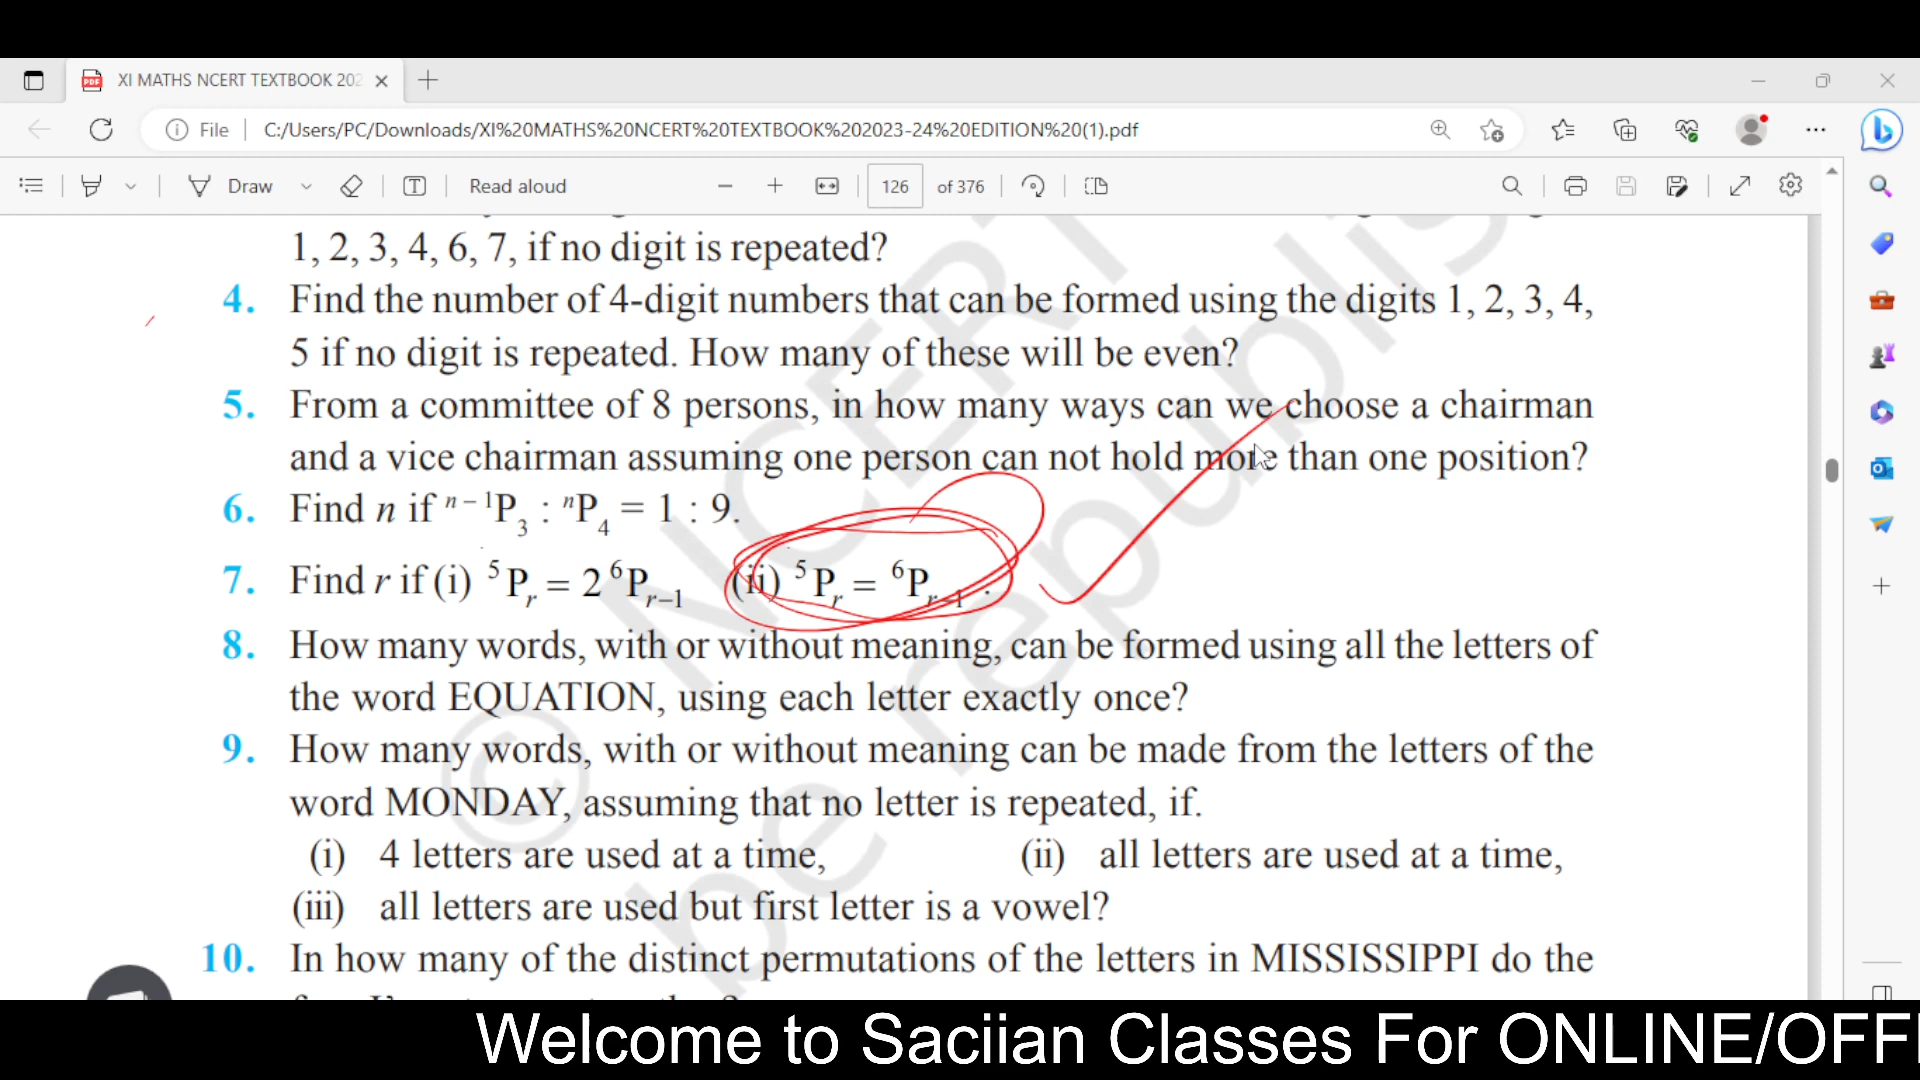 XI MATHS NCERT TEXTBOOK 202
File
C:/Users/PC/Downloads/XI%20MATHS%20NCERT%20TEXTBOOK%202023-24%20EDITION%20(1).pdf
Draw
Read aloud
126 of 376
1, 2, 3, 4, 6, 7, if no digit is repeated?
4. Find the number of 4-digit numbers that can be formed using the digits 1, 2, 3, 4,
5 if no digit is repeated. How many of these will be even?
5. From a committee of 8 persons, in how many ways can we choose a chairman
and a vice chairman assuming one person can not hold more than one position?
6. Find n if ⁿ⁻¹P₃ : ⁿP₄ = 1 : 9.
7. Find r if (i) ⁵Pᵣ = 2 ⁶Pᵣ₋₁ (ii) ⁵Pᵣ = ⁶Pᵣ₋₁ .
8. How many words, with or without meaning, can be formed using all the letters of
the word EQUATION, using each letter exactly once?
9. How many words, with or without meaning can be made from the letters of the
word MONDAY, assuming that no letter is repeated, if.
(i) 4 letters are used at a time, (ii) all letters are used at a time,
(iii) all letters are used but first letter is a vowel?
10. In how many of the distinct permutations of the letters in MISSISSIPPI do the
© NCERT
be republis
Welcome to Saciian Classes For ONLINE/OFF